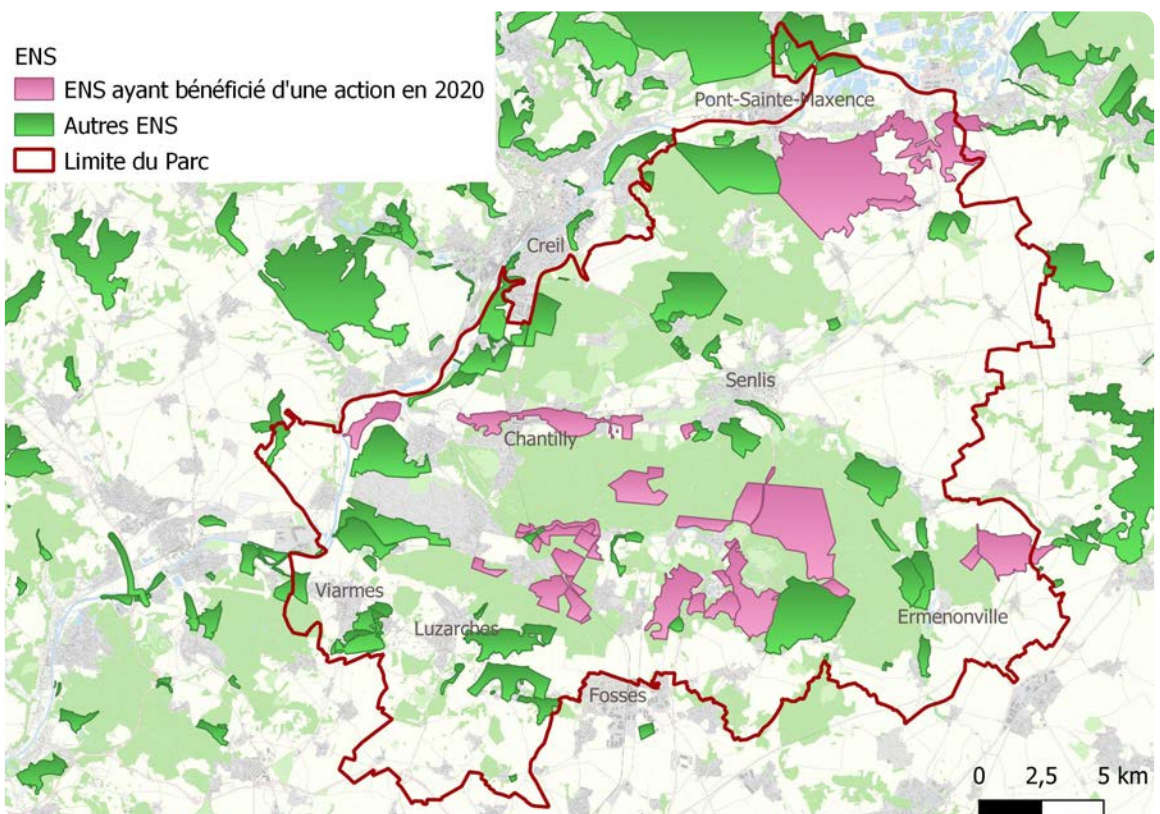 ENS
ENS ayant bénéficié d'une action en 2020
Autres ENS
Limite du Parc
Pont-Sainte-Maxence
Creil
Senlis
Chantilly
Viarmes
Luzarches
Ermenonville
Fosses
0 2,5 5 km